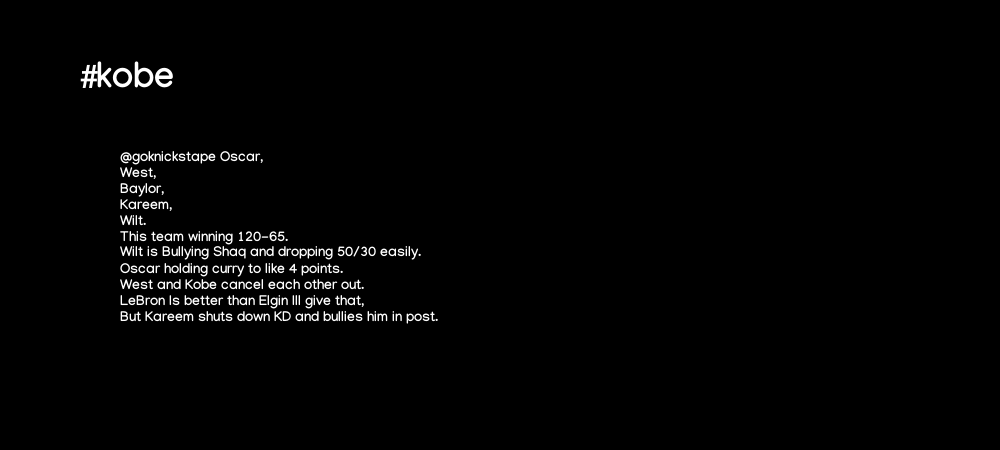 #kobe
@goknickstape Oscar,
West,
Baylor,
Kareem,
Wilt.
This team winning 120-65.
Wilt is Bullying Shaq and dropping 50/30 easily.
Oscar holding curry to like 4 points.
West and Kobe cancel each other out.
LeBron Is better than Elgin Ill give that,
But Kareem shuts down KD and bullies him in post.